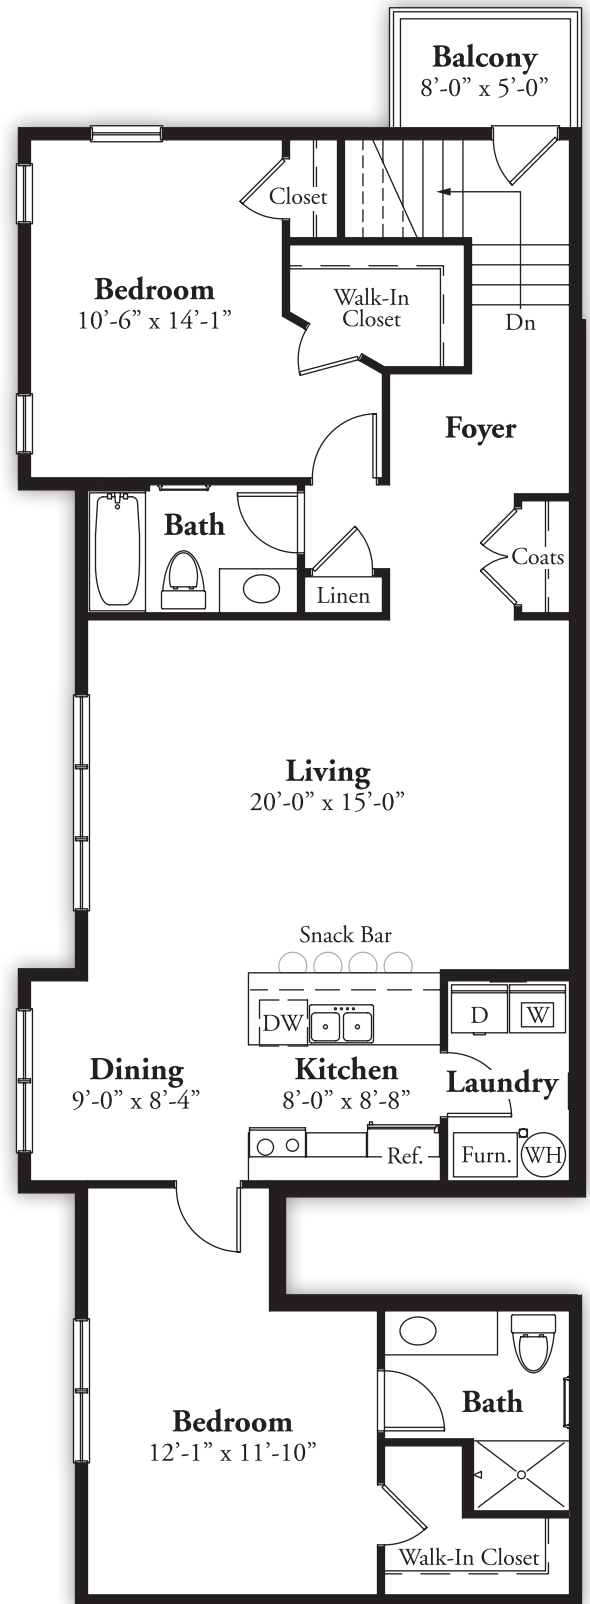 Balcony
8’-0” x 5’-0”
Closet
Bedroom
10’-6” x 14’-1”
Walk-In
Closet
Dn
Foyer
Bath
Coats
Linen
Living
20’-0” x 15’-0”
Snack Bar
DW
D
W
Dining
9’-0” x 8’-4”
Kitchen
8’-0” x 8’-8”
Laundry
Ref.
Furn.
WH
Bath
Bedroom
12’-1” x 11’-10”
Walk-In Closet